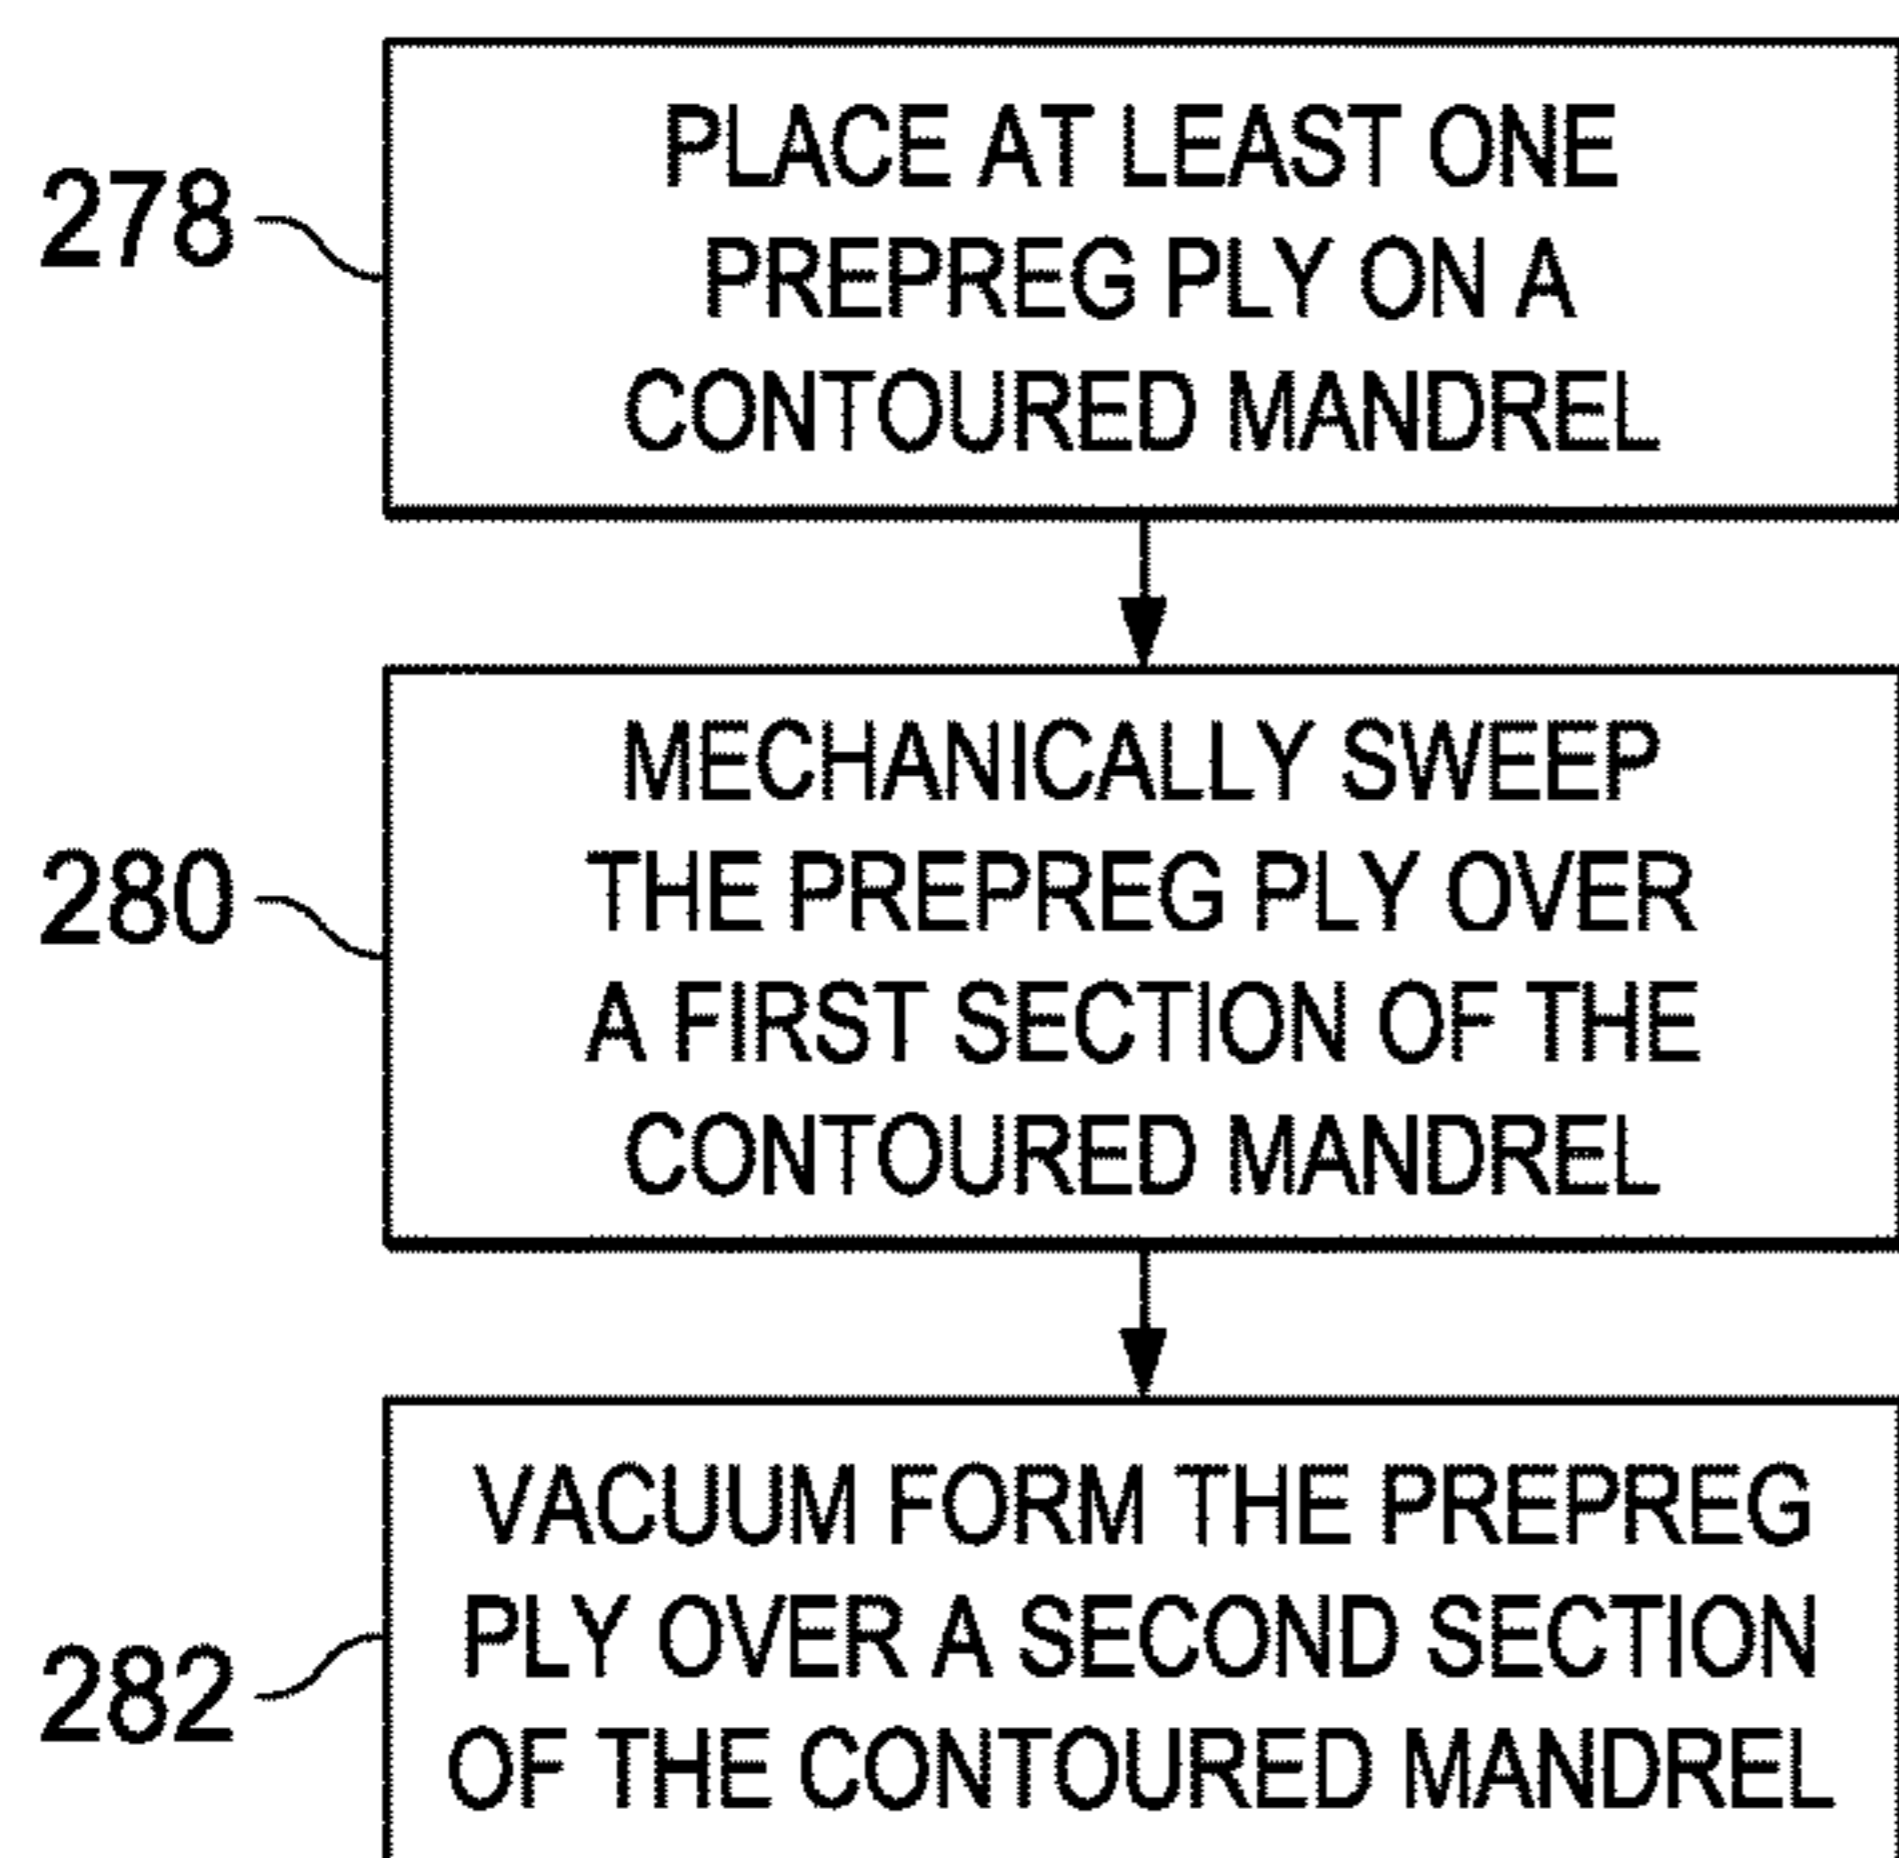 278
PLACE AT LEAST ONE
PREPREG PLY ON A
CONTOURED MANDREL
280
MECHANICALLY SWEEP
THE PREPREG PLY OVER
A FIRST SECTION OF THE
CONTOURED MANDREL
282
VACUUM FORM THE PREPREG
PLY OVER A SECOND SECTION
OF THE CONTOURED MANDREL